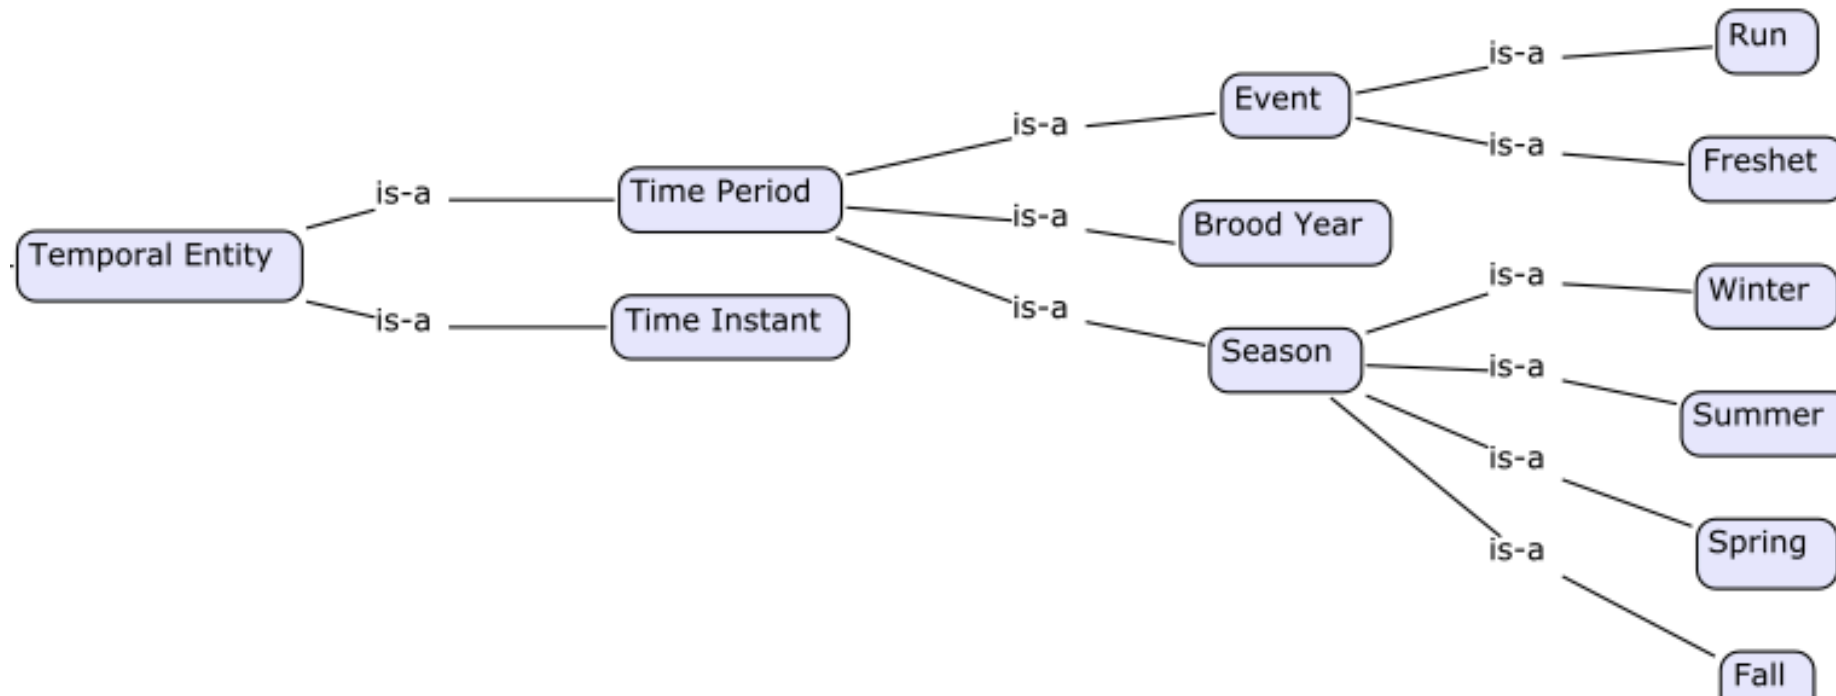 Run
is-a
Event
is-a
is-a
Freshet
Time Period
is-a
is-a
Brood Year
Temporal Entity
is-a
Time Instant
is-a
Season
is-a
Winter
is-a
Summer
is-a
Spring
is-a
Fall